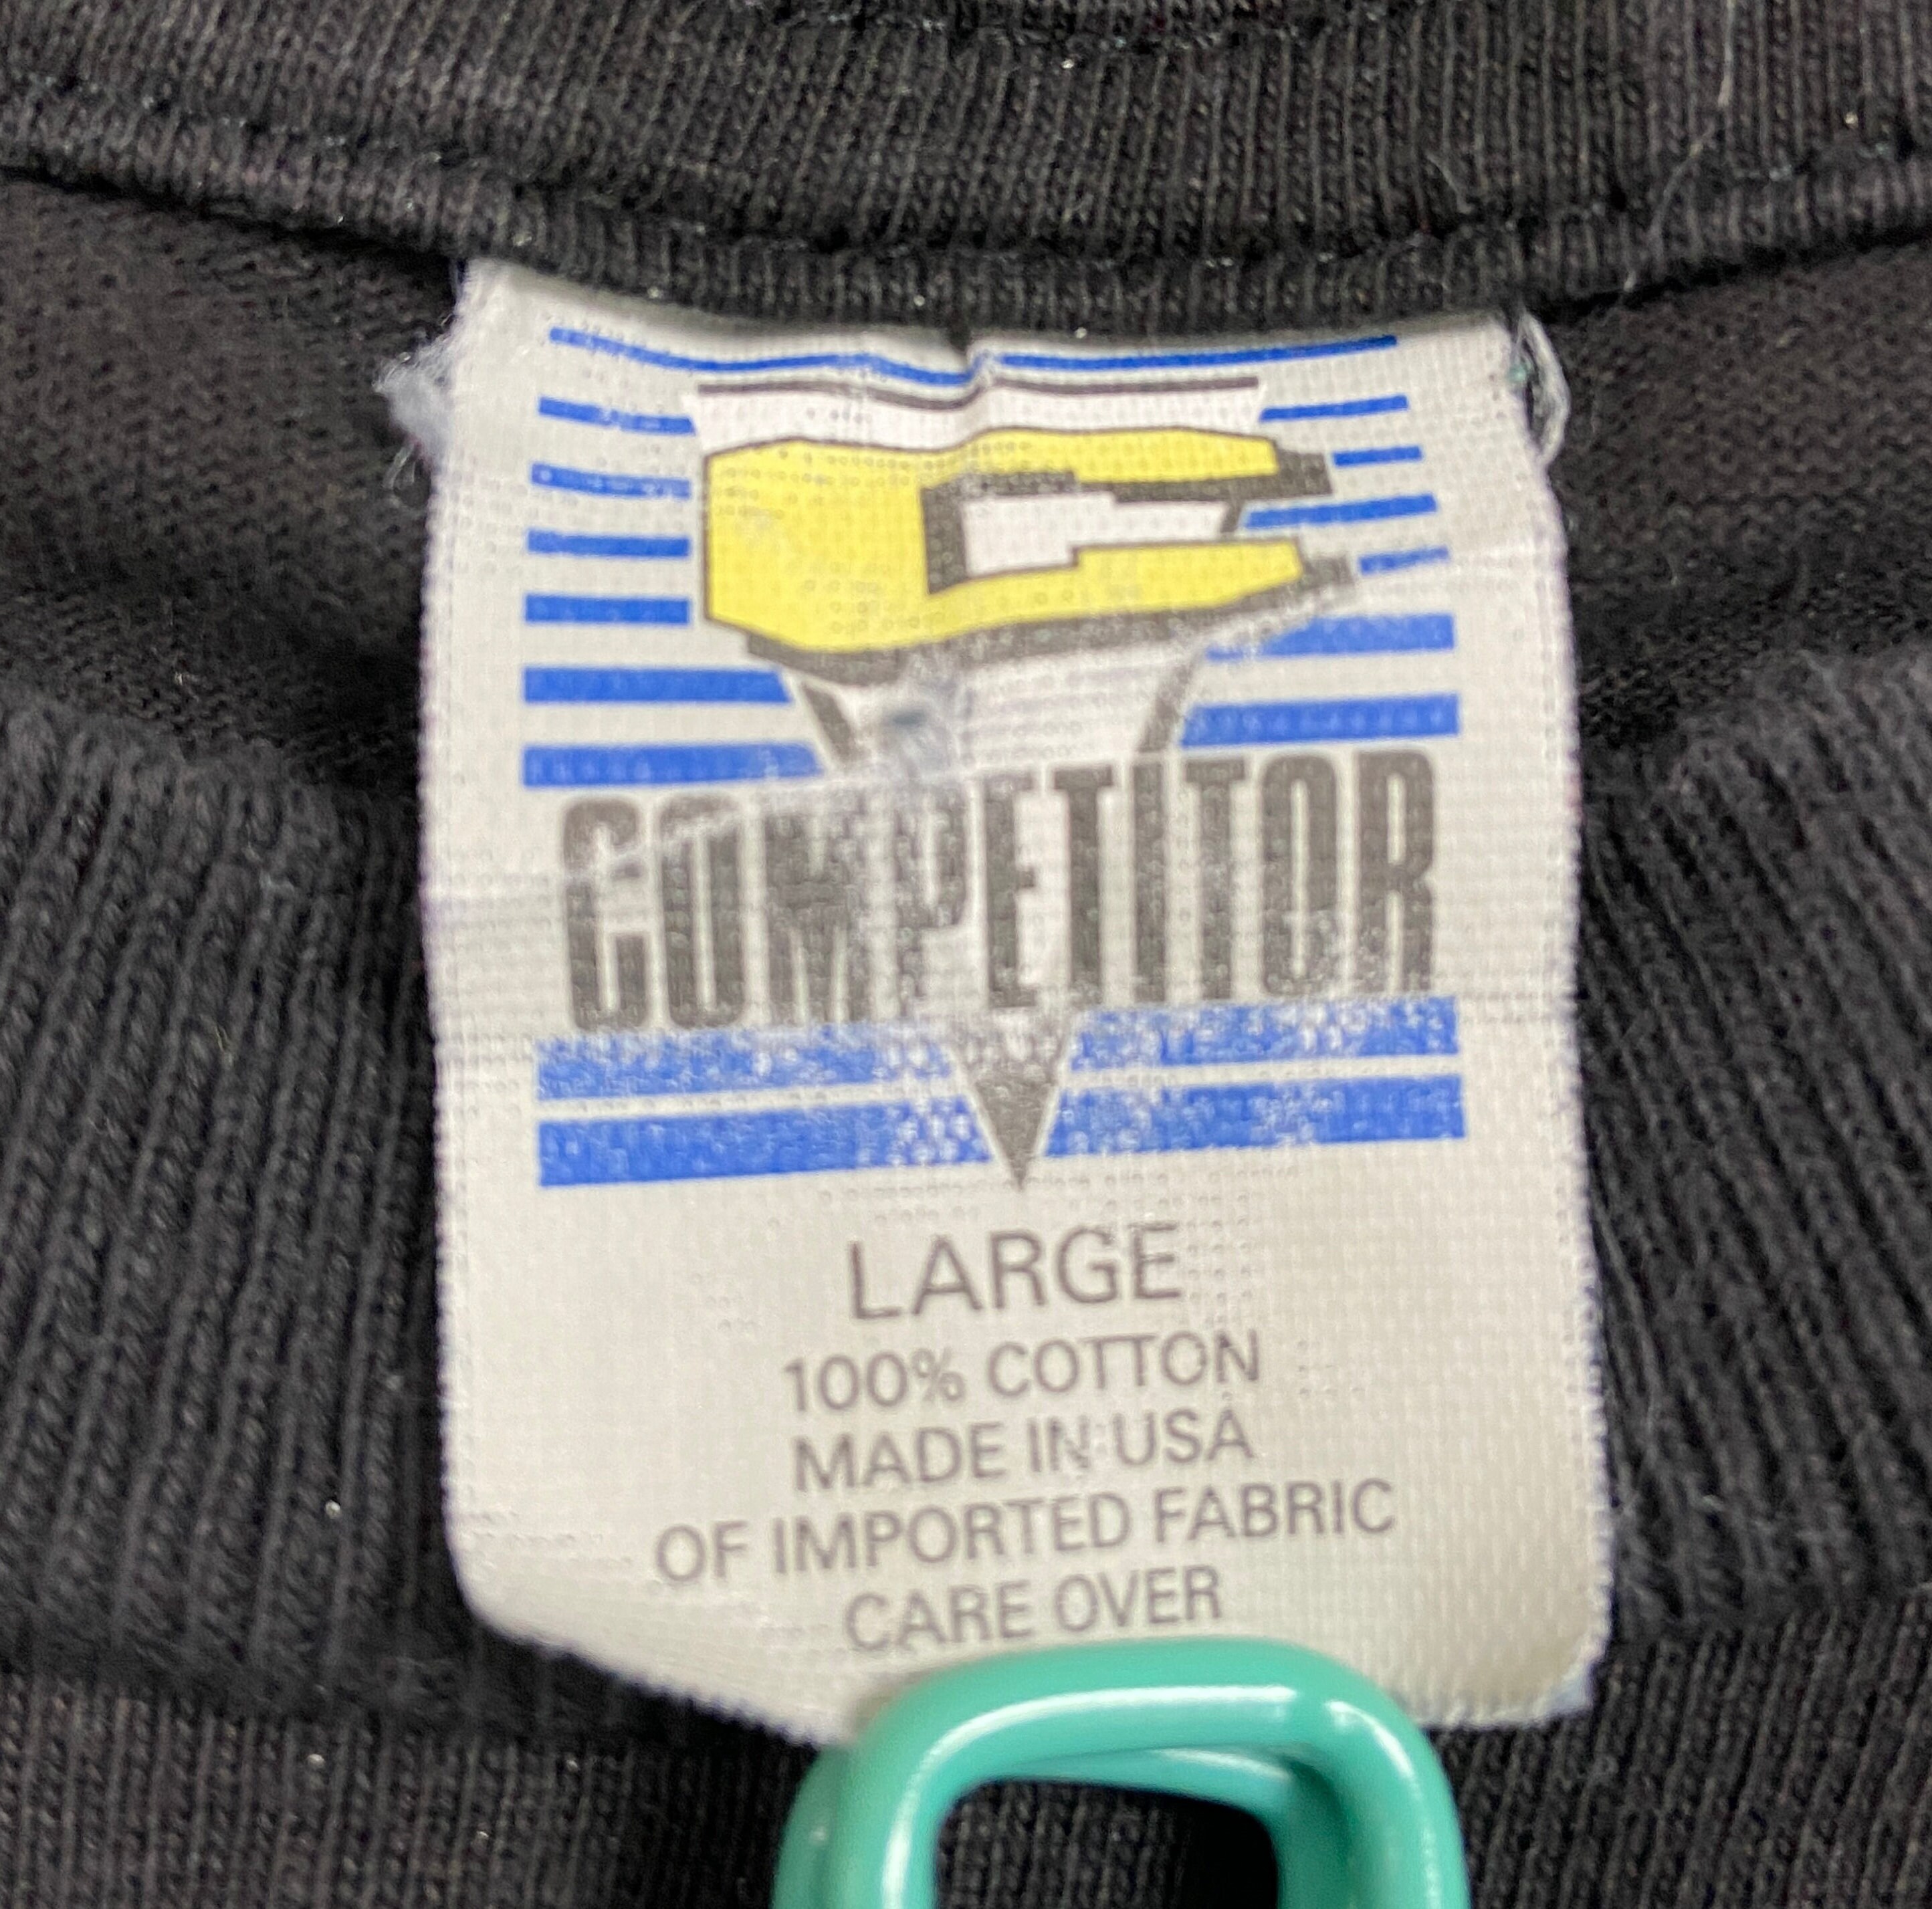 C
COMPETITOR
LARGE
100% COTTON
MADE IN USA
OF IMPORTED FABRIC
CARE OVER